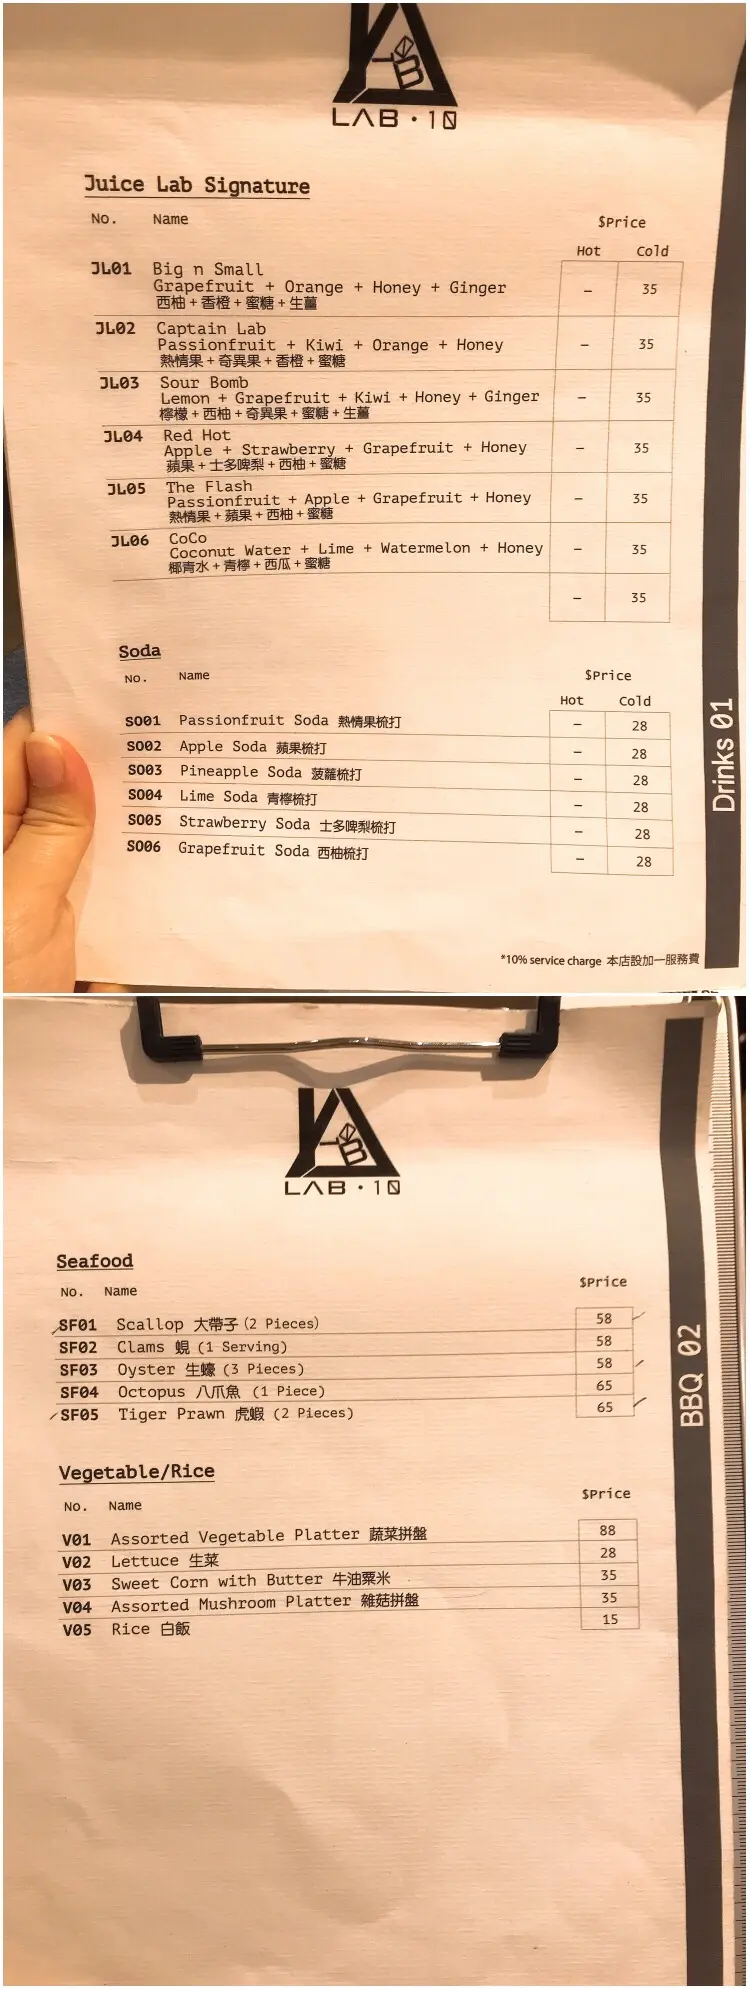 LAB·10
Juice Lab Signature
No. Name $Price
Hot Cold
JL01 Big n Small
Grapefruit + Orange + Honey + Ginger – 35
西柚+香橙+蜜糖+生薑
JL02 Captain Lab
Passionfruit + Kiwi + Orange + Honey – 35
熱情果+奇異果+香橙+蜜糖
JL03 Sour Bomb
Lemon + Grapefruit + Kiwi + Honey + Ginger – 35
檸檬+西柚+奇異果+蜜糖+生薑
JL04 Red Hot
Apple + Strawberry + Grapefruit + Honey – 35
蘋果+士多啤梨+西柚+蜜糖
JL05 The Flash
Passionfruit + Apple + Grapefruit + Honey – 35
熱情果+蘋果+西柚+蜜糖
JL06 CoCo
Coconut Water + Lime + Watermelon + Honey – 35
椰青水+青檸+西瓜+蜜糖
– 35
Soda
No. Name $Price
Hot Cold
SO01 Passionfruit Soda 熱情果梳打 – 28
SO02 Apple Soda 蘋果梳打 – 28
SO03 Pineapple Soda 菠蘿梳打 – 28
SO04 Lime Soda 青檸梳打 – 28
SO05 Strawberry Soda 士多啤梨梳打 – 28
SO06 Grapefruit Soda 西柚梳打 – 28
Drinks 01
*10% service charge 本店設加一服務費
LAB·10
Seafood
No. Name $Price
SF01 Scallop 大帶子 (2 Pieces) 58
SF02 Clams 蜆 (1 Serving) 58
SF03 Oyster 生蠔 (3 Pieces) 58
SF04 Octopus 八爪魚 (1 Piece) 65
SF05 Tiger Prawn 虎蝦 (2 Pieces) 65
BBQ 02
Vegetable/Rice
No. Name $Price
V01 Assorted Vegetable Platter 蔬菜拼盤 88
V02 Lettuce 生菜 28
V03 Sweet Corn with Butter 牛油粟米 35
V04 Assorted Mushroom Platter 雜菇拼盤 35
V05 Rice 白飯 15